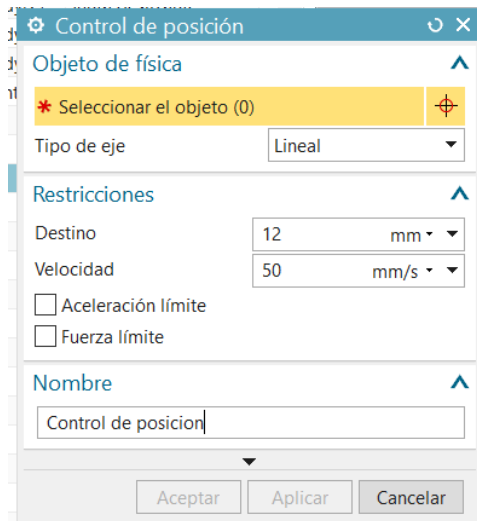 Control de posición
Objeto de física
* Seleccionar el objeto (0)
Tipo de eje Lineal
Restricciones
Destino 12 mm
Velocidad 50 mm/s
Aceleración límite
Fuerza límite
Nombre
Control de posicion
Aceptar Aplicar Cancelar